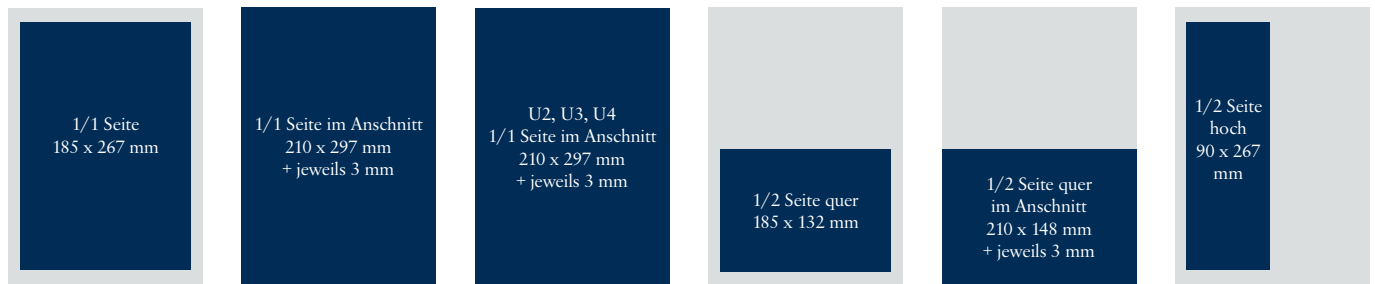 1/1 Seite
185 x 267 mm
1/1 Seite im Anschnitt
210 x 297 mm
+ jeweils 3 mm
U2, U3, U4
1/1 Seite im Anschnitt
210 x 297 mm
+ jeweils 3 mm
1/2 Seite quer
185 x 132 mm
1/2 Seite quer
im Anschnitt
210 x 148 mm
+ jeweils 3 mm
1/2 Seite
hoch
90 x 267
mm